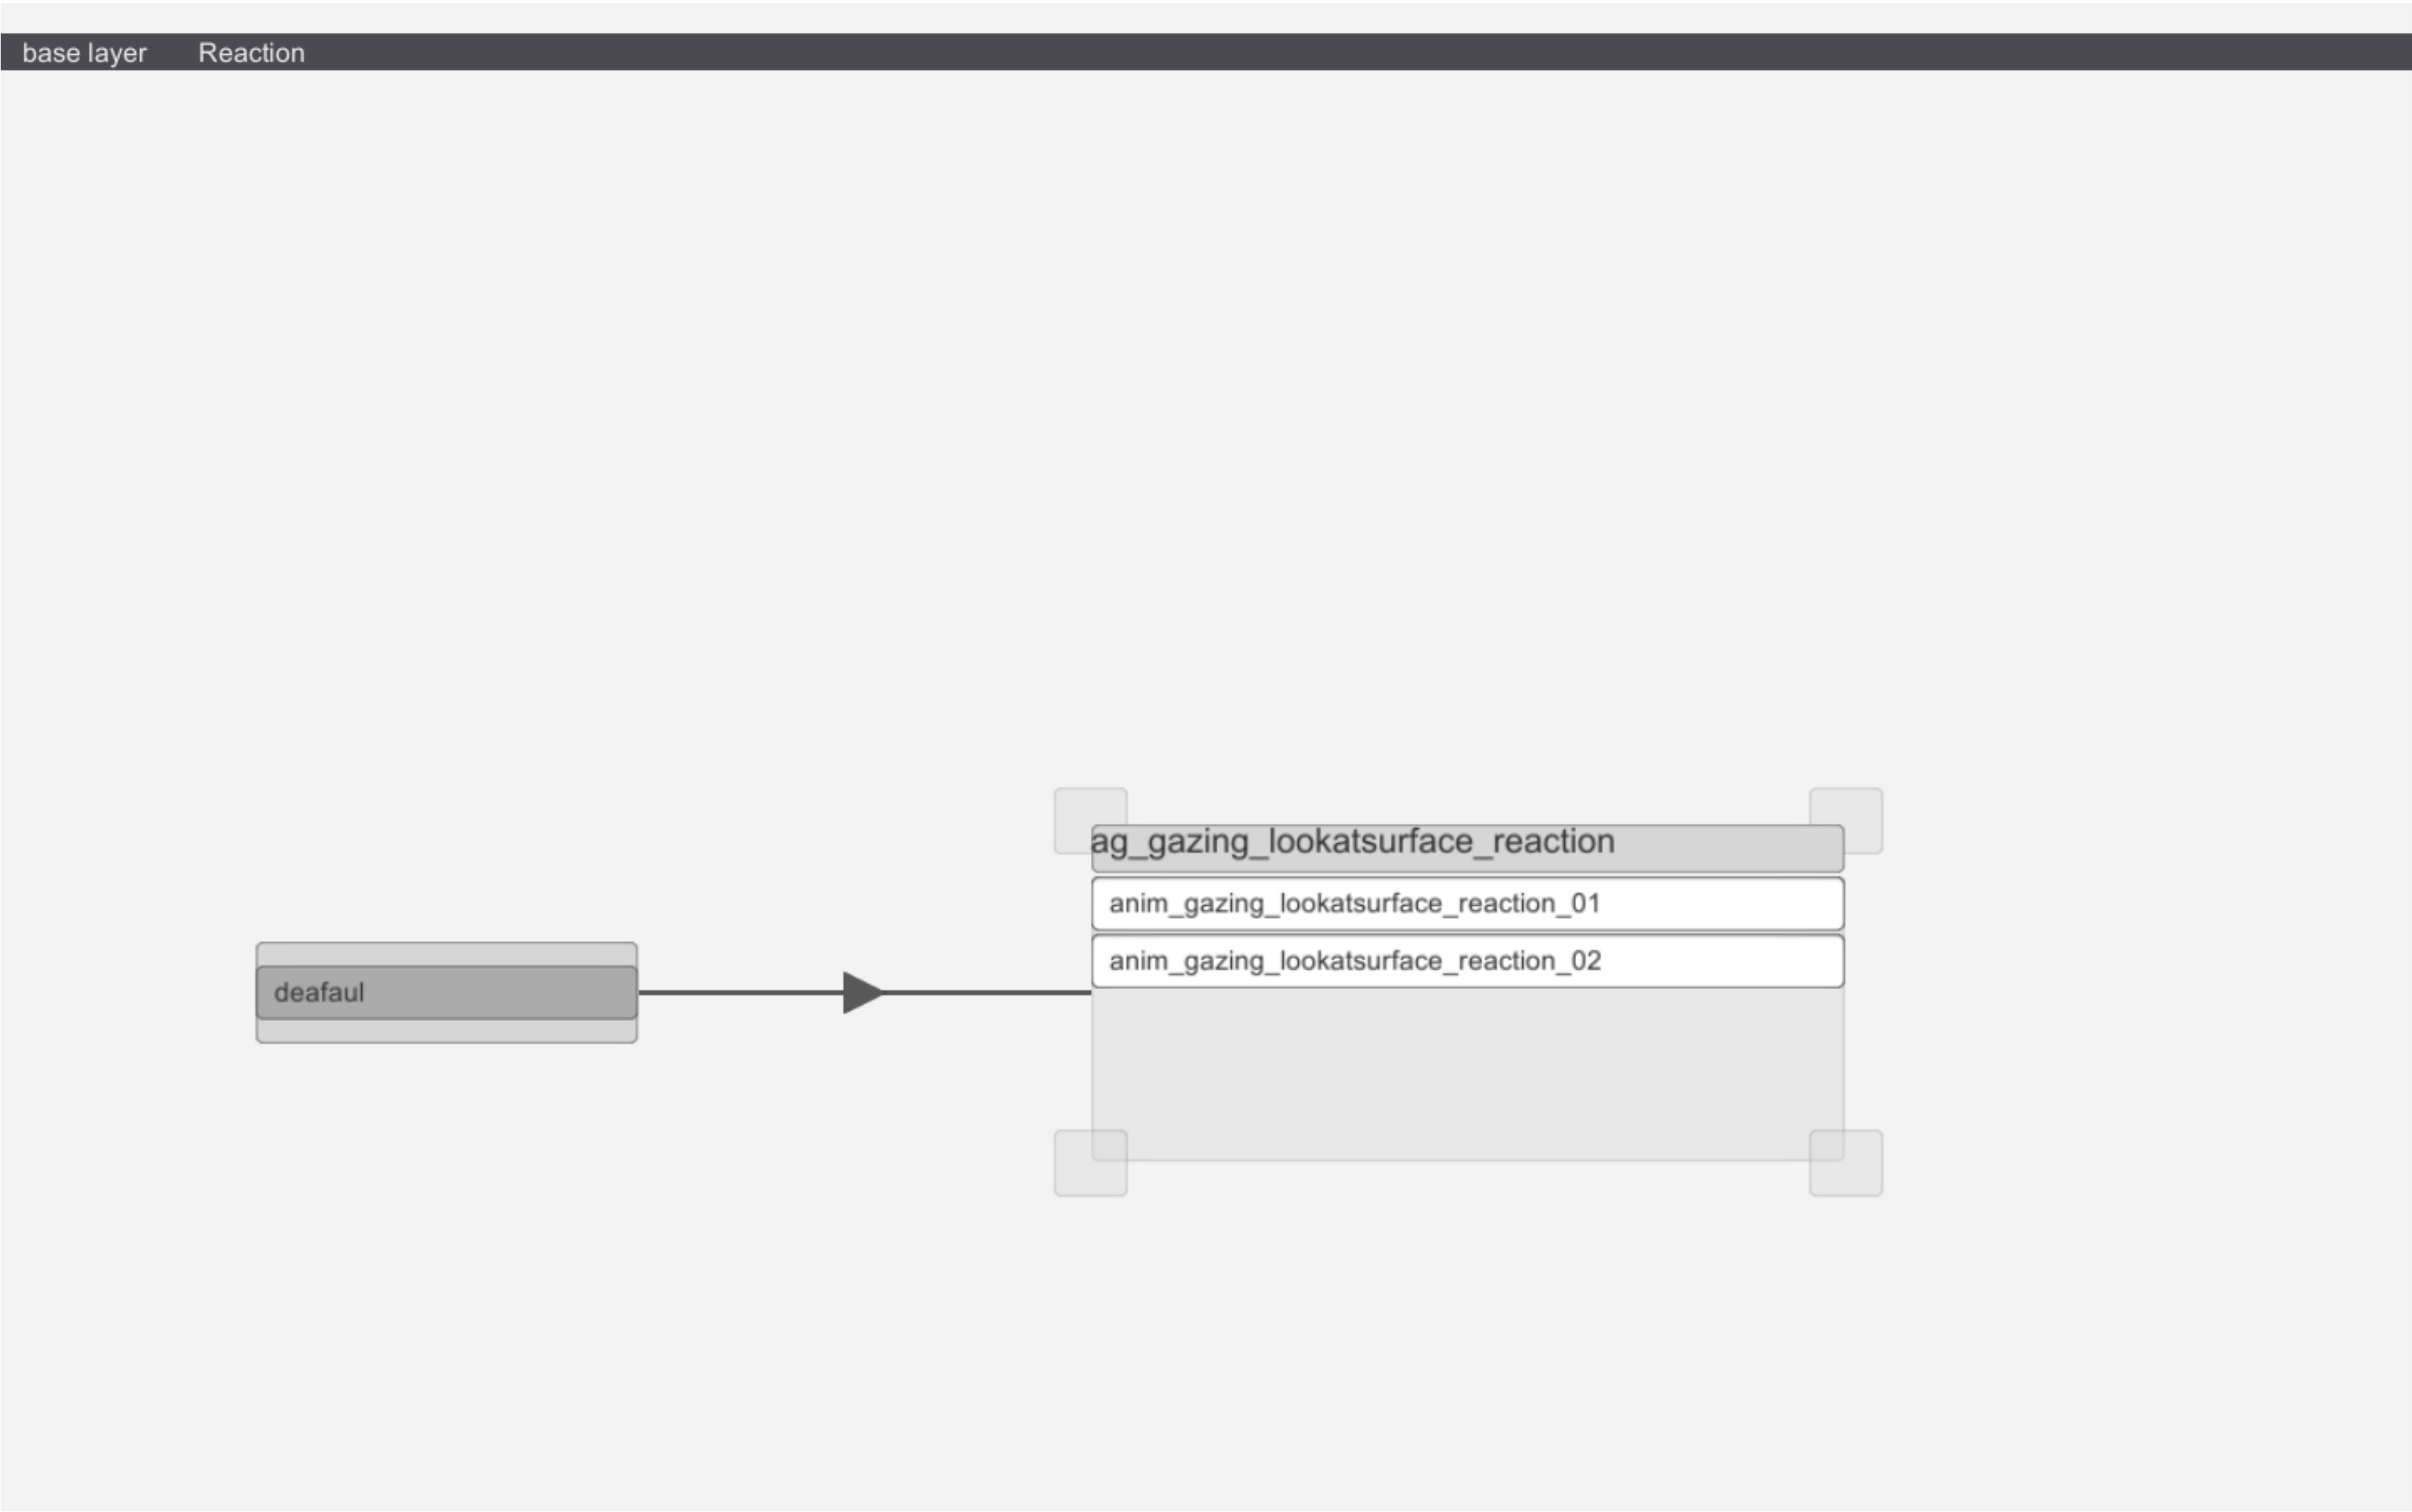 base layer Reaction
ag_gazing_lookatsurface_reaction
anim_gazing_lookatsurface_reaction_01
anim_gazing_lookatsurface_reaction_02
deafaul